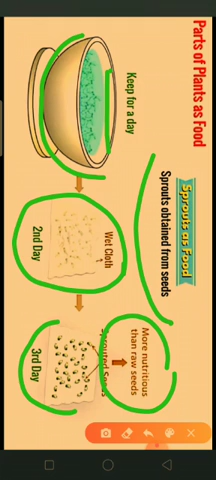 Parts of Plants as Food
Sprouts as Food
Sprouts obtained from seeds
Keep for a day
Wet Cloth
2nd Day
More nutritious
than raw seeds
Sprouted Seeds
3rd Day